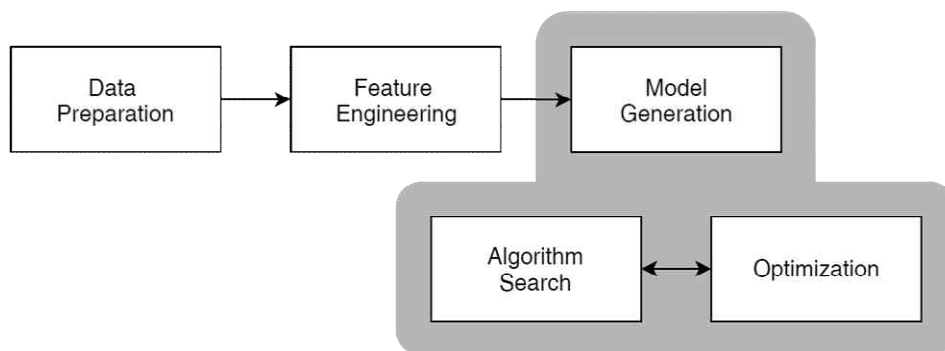 Data
Preparation
Feature
Engineering
Model
Generation
Algorithm
Search
Optimization